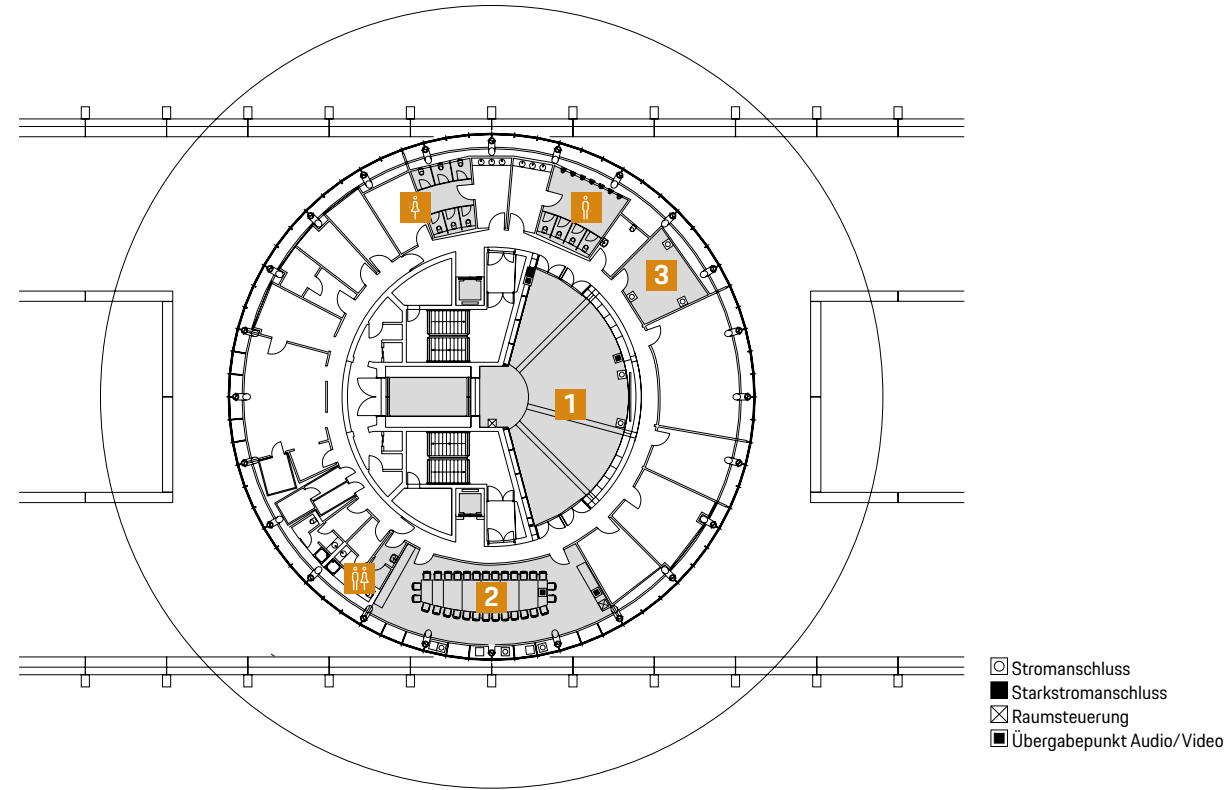 3
1
2
Stromanschluss
Starkstromanschluss
Raumsteuerung
Übergabepunkt Audio/Video